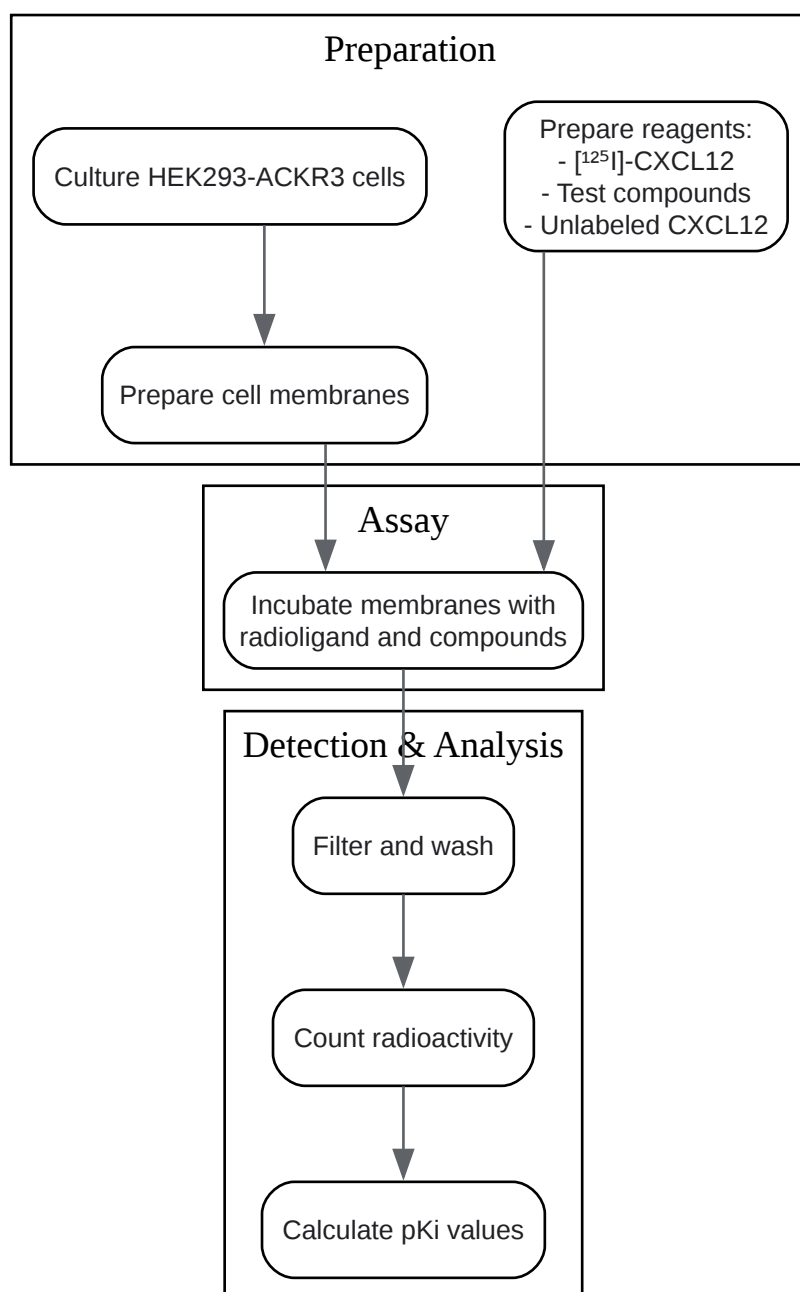 Preparation
Culture HEK293-ACKR3 cells
Prepare reagents:
- [¹²⁵I]-CXCL12
- Test compounds
- Unlabeled CXCL12
Prepare cell membranes
Assay
Incubate membranes with
radioligand and compounds
Detection & Analysis
Filter and wash
Count radioactivity
Calculate pKi values